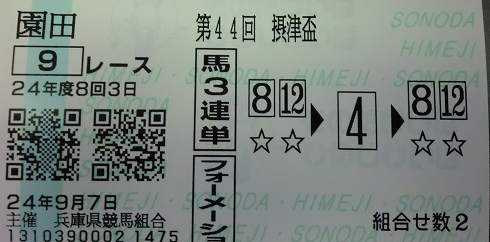 園田
第44回 摂津盃
9 レース
24年度8回3日
24年9月7日
主催 兵庫県競馬組合
1310390002 1475
馬3連単
フォーメーショ
8 12 ▶ 4 ▶ 8 12
☆ ☆ ☆ ☆
組合せ数2
SONODA
HIMEJI・SONODA
SONODA
HIMEJI